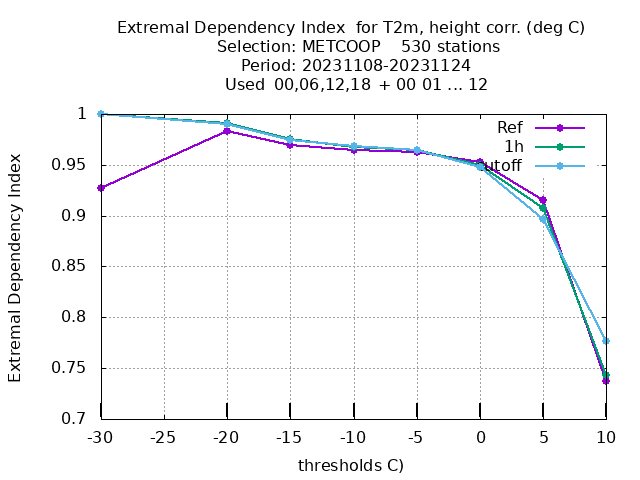 Extremal Dependency Index for T2m, height corr. (deg C)
Selection: METCOOP 530 stations
Period: 20231108-20231124
Used 00,06,12,18 + 00 01 ... 12
Extremal Dependency Index
1
0.95
0.9
0.85
0.8
0.75
0.7
Ref
1h
utoff
-30
-25
-20
-15
-10
-5
0
5
10
thresholds C)